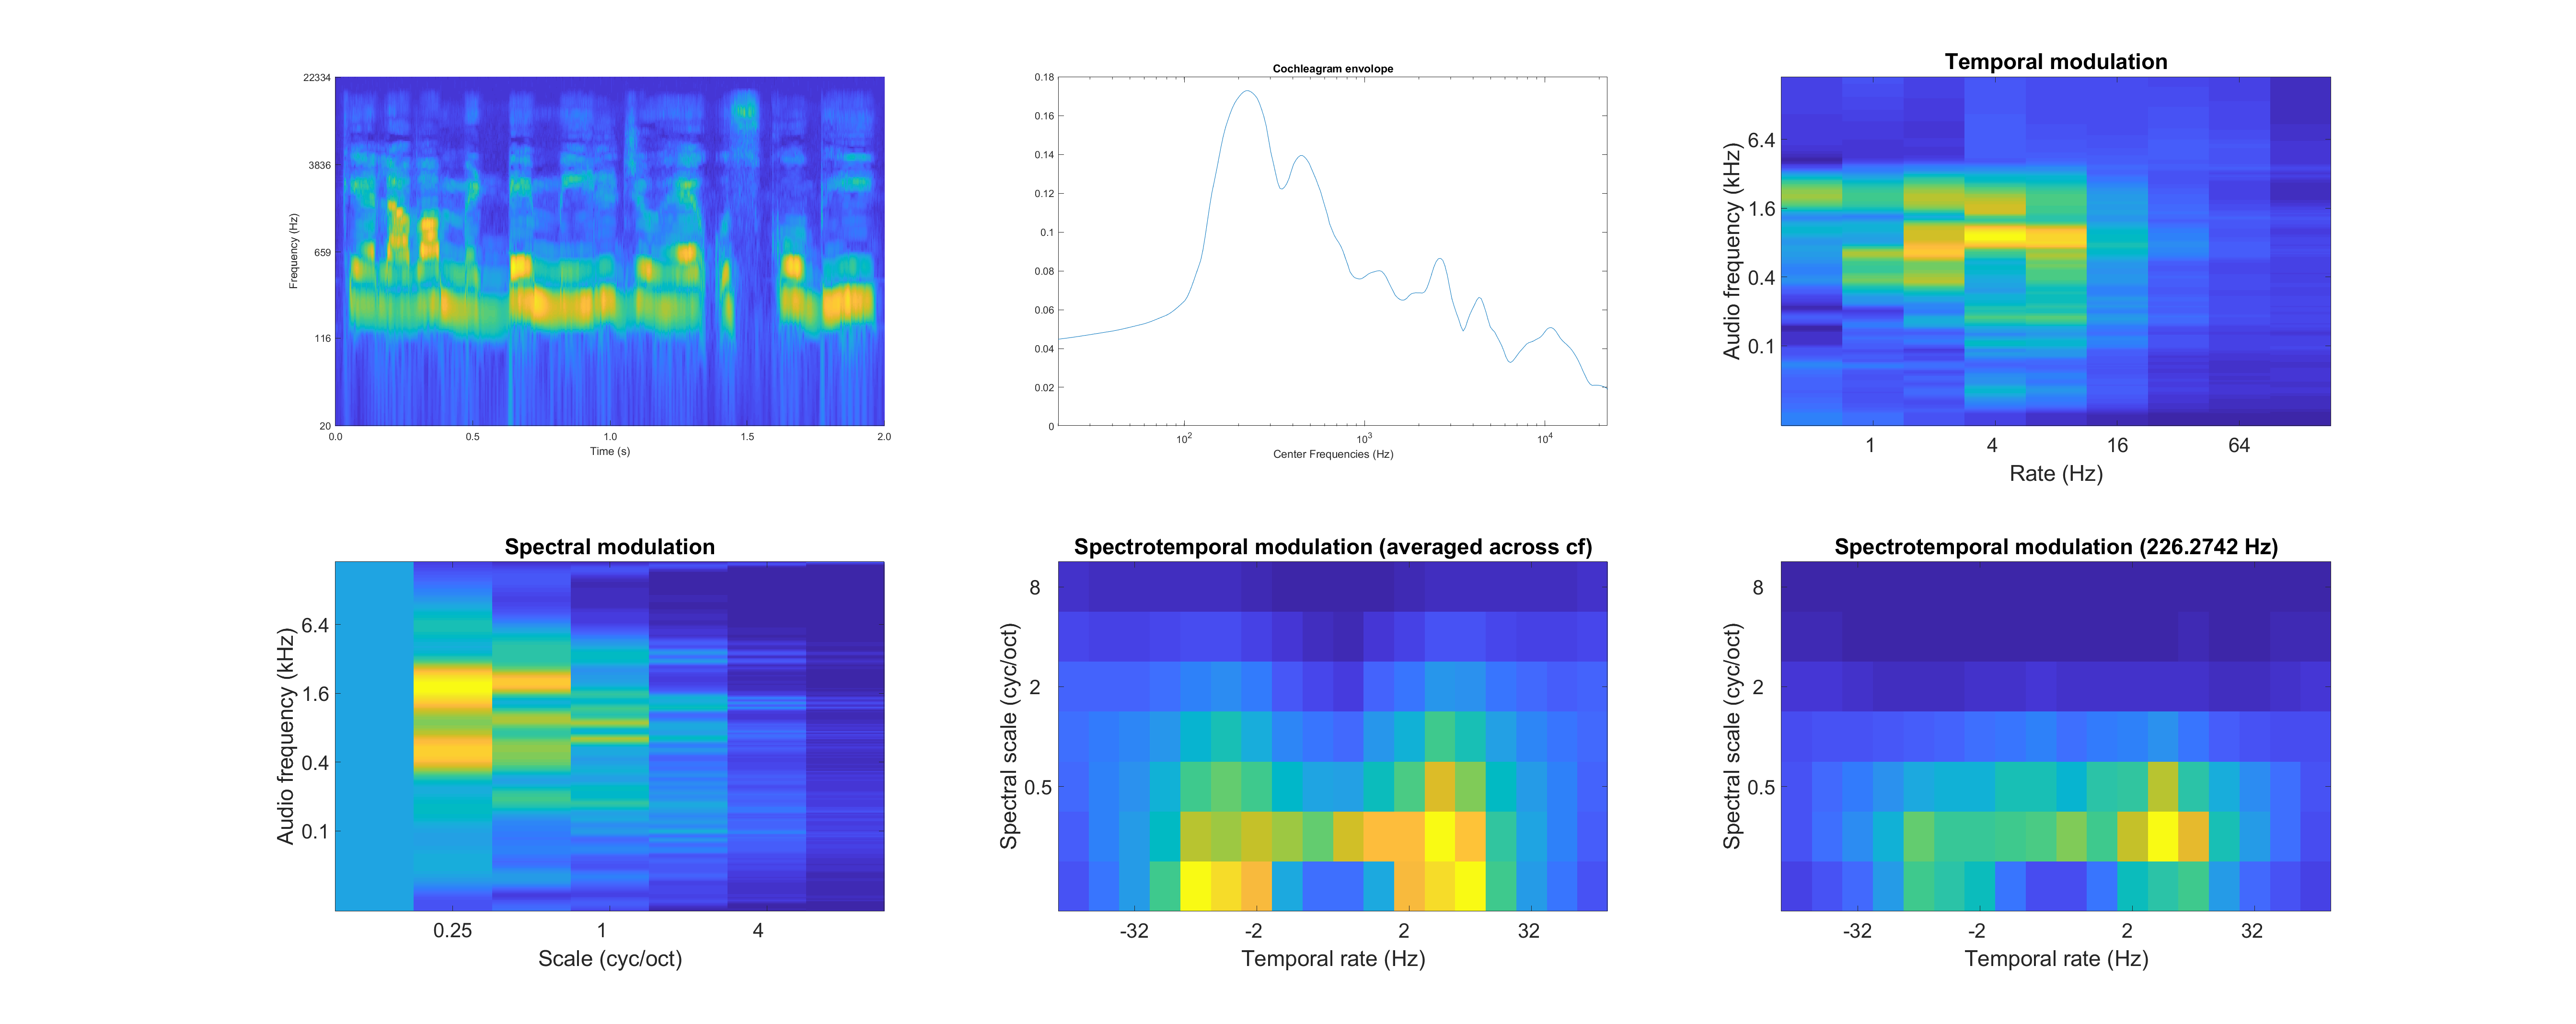 22334
3836
659
116
20
Frequency (Hz)
0.0 0.5 1.0 1.5 2.0
Time (s)
Cochleagram envolope
0.18
0.16
0.14
0.12
0.1
0.08
0.06
0.04
0.02
0
10^2 10^3 10^4
Center Frequencies (Hz)
Temporal modulation
Audio frequency (kHz)
6.4
1.6
0.4
0.1
1 4 16 64
Rate (Hz)
Spectral modulation
Audio frequency (kHz)
6.4
1.6
0.4
0.1
0.25 1 4
Scale (cyc/oct)
Spectrotemporal modulation (averaged across cf)
Spectral scale (cyc/oct)
8
2
0.5
-32 -2 2 32
Temporal rate (Hz)
Spectrotemporal modulation (226.2742 Hz)
Spectral scale (cyc/oct)
8
2
0.5
-32 -2 2 32
Temporal rate (Hz)